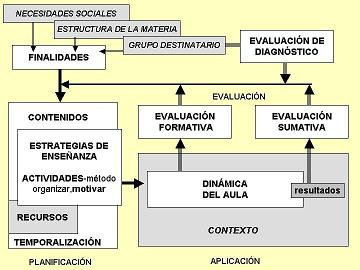 NECESIDADES SOCIALES
ESTRUCTURA DE LA MATERIA
GRUPO DESTINATARIO
EVALUACIÓN DE
DIAGNÓSTICO
FINALIDADES
EVALUACIÓN
CONTENIDOS
EVALUACIÓN
FORMATIVA
EVALUACIÓN
SUMATIVA
ESTRATEGIAS DE
ENSEÑANZA
ACTIVIDADES-método
organizar,motivar
DINÁMICA
DEL AULA
resultados
RECURSOS
CONTEXTO
TEMPORALIZACIÓN
PLANIFICACIÓN
APLICACIÓN